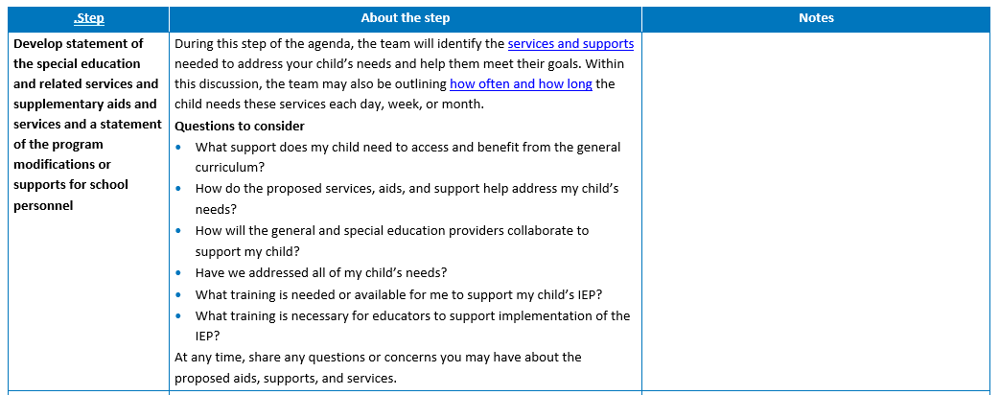 .Step
About the step
Notes
Develop statement of
the special education
and related services and
supplementary aids and
services and a statement
of the program
modifications or
supports for school
personnel
During this step of the agenda, the team will identify the services and supports
needed to address your child’s needs and help them meet their goals. Within
this discussion, the team may also be outlining how often and how long the
child needs these services each day, week, or month.
Questions to consider
• What support does my child need to access and benefit from the general
curriculum?
• How do the proposed services, aids, and support help address my child’s
needs?
• How will the general and special education providers collaborate to
support my child?
• Have we addressed all of my child’s needs?
• What training is needed or available for me to support my child’s IEP?
• What training is necessary for educators to support implementation of the
IEP?
At any time, share any questions or concerns you may have about the
proposed aids, supports, and services.